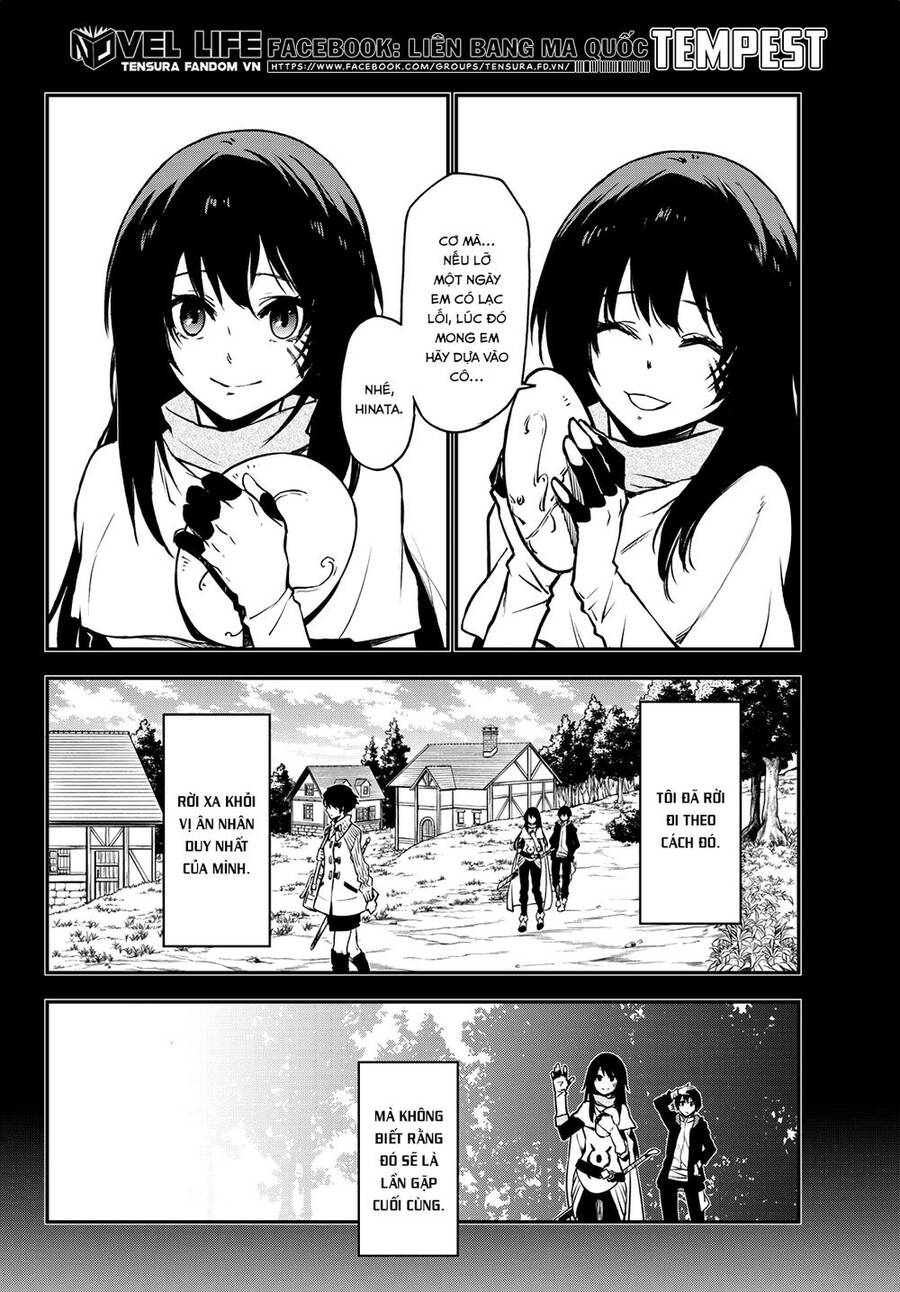 NOVEL LIFE
TENSURA FANDOM VN
FACEBOOK: LIÊN BANG MA QUỐC
HTTPS://WWW.FACEBOOK.COM/GROUPS/TENSURA.FD.VN/
TEMPEST
CƠ MÀ...
NẾU LỠ
MỘT NGÀY
EM CÓ LẠC
LỐI, LÚC ĐÓ
MONG EM
HÃY DỰA VÀO
CÔ...
NHÉ,
HINATA.
TÔI ĐÃ RỜI
ĐI THEO
CÁCH ĐÓ.
RỜI XA KHỎI
VỊ ÂN NHÂN
DUY NHẤT
CỦA MÌNH.
MÀ KHÔNG
BIẾT RẰNG
ĐÓ SẼ LÀ
LẦN GẶP
CUỐI CÙNG.